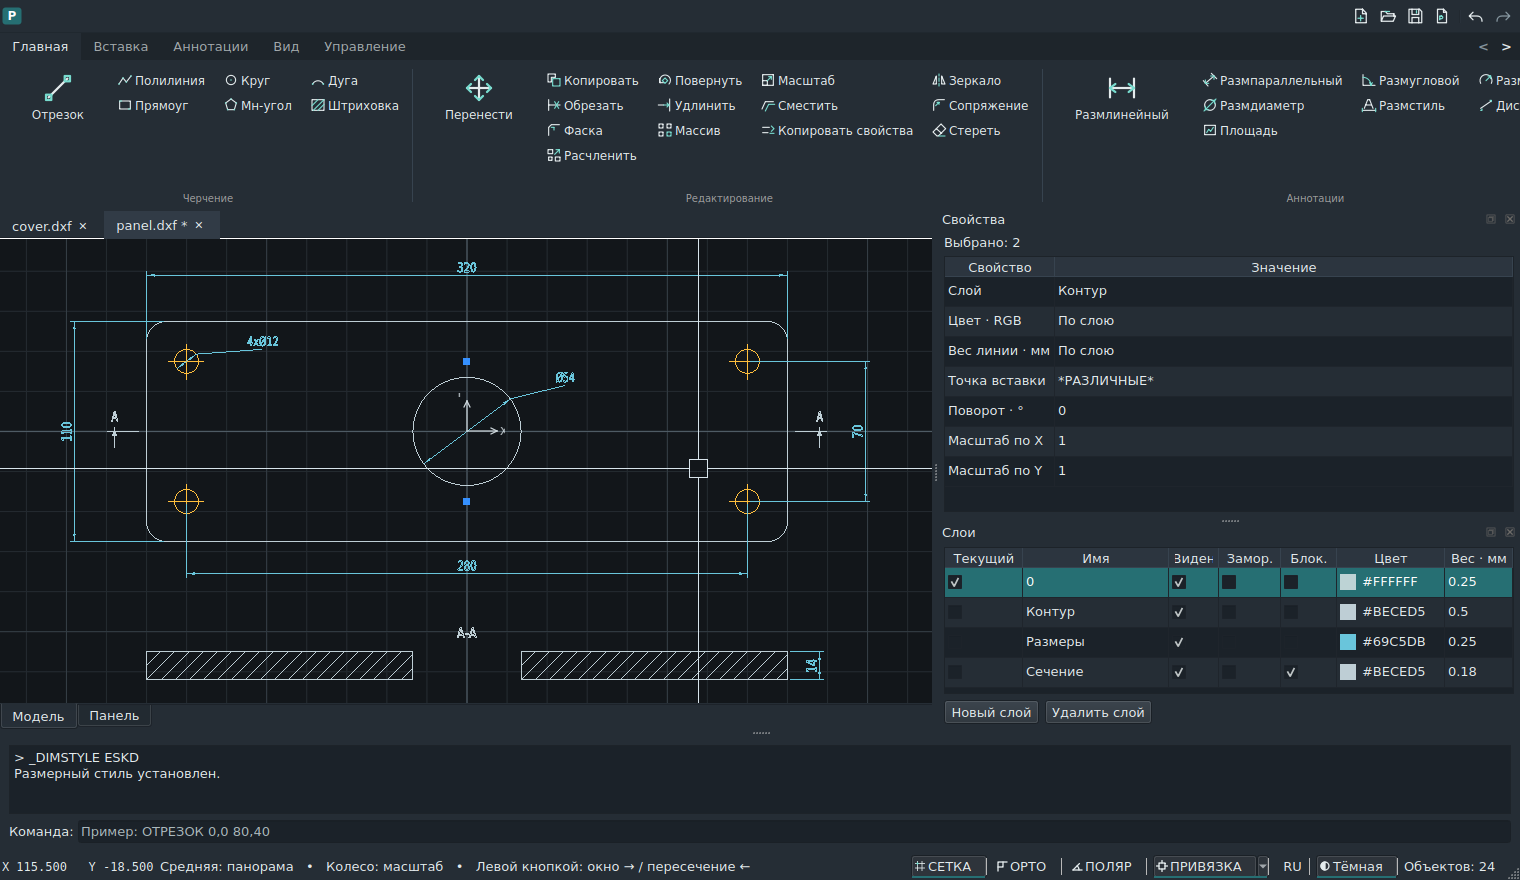 P
Главная Вставка Аннотации Вид Управление < >
Отрезок
Полилиния Круг Дуга
Прямоуг Мн-угол Штриховка
Черчение
Перенести
Копировать Повернуть Масштаб Зеркало
Обрезать Удлинить Сместить Сопряжение
Фаска Массив Копировать свойства Стереть
Расчленить
Редактирование
Размлинейный
Размпараллельный Размугловой Разм
Размдиаметр Размстиль Дис
Площадь
Аннотации
cover.dxf × panel.dxf * ×
320
4xØ12
Ø54
110
A
A
70
X
280
A-A
14
Модель Панель
Свойства
Выбрано: 2
Свойство Значение
Слой Контур
Цвет · RGB По слою
Вес линии · мм По слою
Точка вставки *РАЗЛИЧНЫЕ*
Поворот · ° 0
Масштаб по X 1
Масштаб по Y 1
Слои
Текущий Имя Виден Замор. Блок. Цвет Вес · мм
0 #FFFFFF 0.25
Контур #BECED5 0.5
Размеры #69C5DB 0.25
Сечение #BECED5 0.18
Новый слой Удалить слой
> _DIMSTYLE ESKD
Размерный стиль установлен.
Команда: Пример: ОТРЕЗОК 0,0 80,40
X 115.500 Y -18.500 Средняя: панорама • Колесо: масштаб • Левой кнопкой: окно → / пересечение ← СЕТКА ОРТО ПОЛЯР ПРИВЯЗКА RU Тёмная Объектов: 24